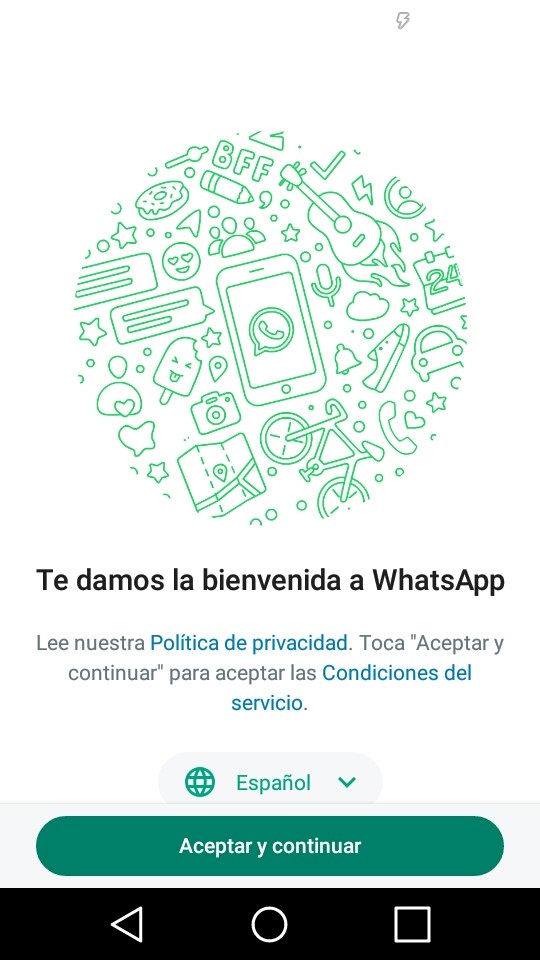 BFF
24
Te damos la bienvenida a WhatsApp
Lee nuestra Política de privacidad. Toca "Aceptar y
continuar" para aceptar las Condiciones del
servicio.
Español
Aceptar y continuar